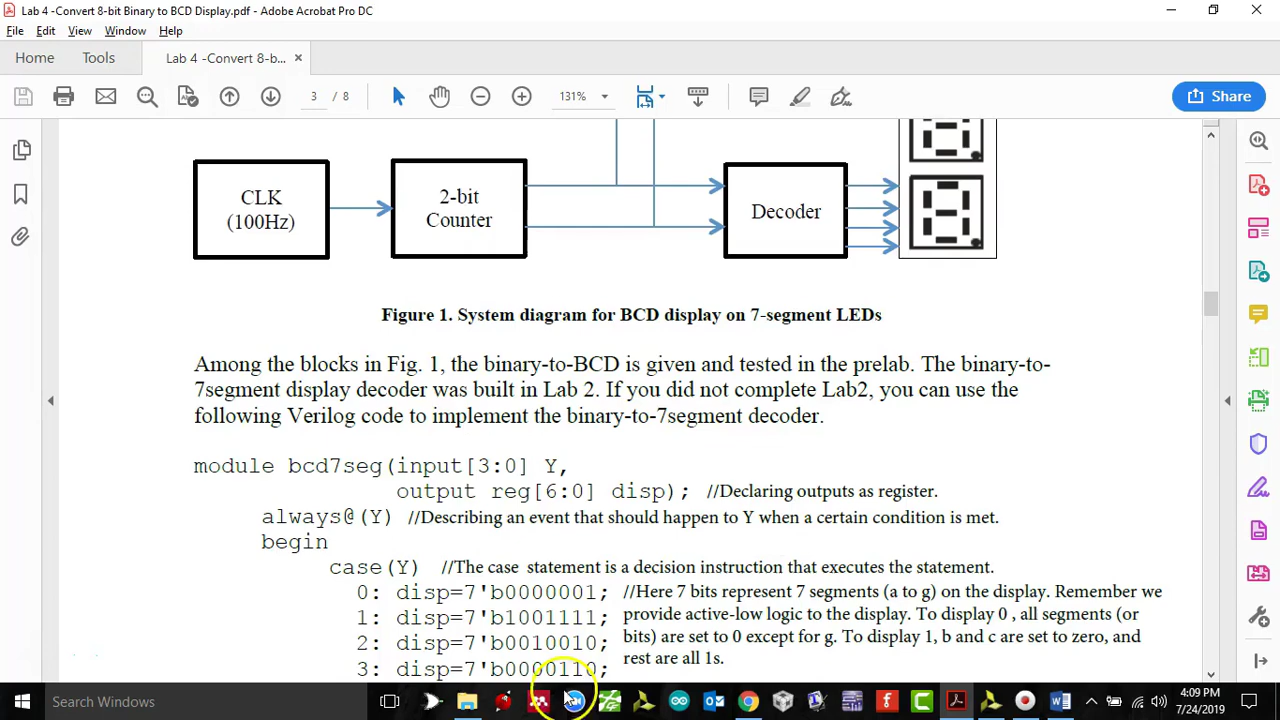 Lab 4 -Convert 8-bit Binary to BCD Display.pdf - Adobe Acrobat Pro DC
File Edit View Window Help
Home Tools Lab 4 -Convert 8-b... ×
3 / 8 131% Share
CLK
(100Hz)
2-bit
Counter
Decoder
Figure 1. System diagram for BCD display on 7-segment LEDs
Among the blocks in Fig. 1, the binary-to-BCD is given and tested in the prelab. The binary-to-
7segment display decoder was built in Lab 2. If you did not complete Lab2, you can use the
following Verilog code to implement the binary-to-7segment decoder.
module bcd7seg(input[3:0] Y,
output reg[6:0] disp); //Declaring outputs as register.
always@(Y) //Describing an event that should happen to Y when a certain condition is met.
begin
case(Y) //The case statement is a decision instruction that executes the statement.
0: disp=7'b0000001; //Here 7 bits represent 7 segments (a to g) on the display. Remember we
1: disp=7'b1001111; provide active-low logic to the display. To display 0 , all segments (or
2: disp=7'b0010010; bits) are set to 0 except for g. To display 1, b and c are set to zero, and
3: disp=7'b0000110; rest are all 1s.
Search Windows
4:09 PM
7/24/2019